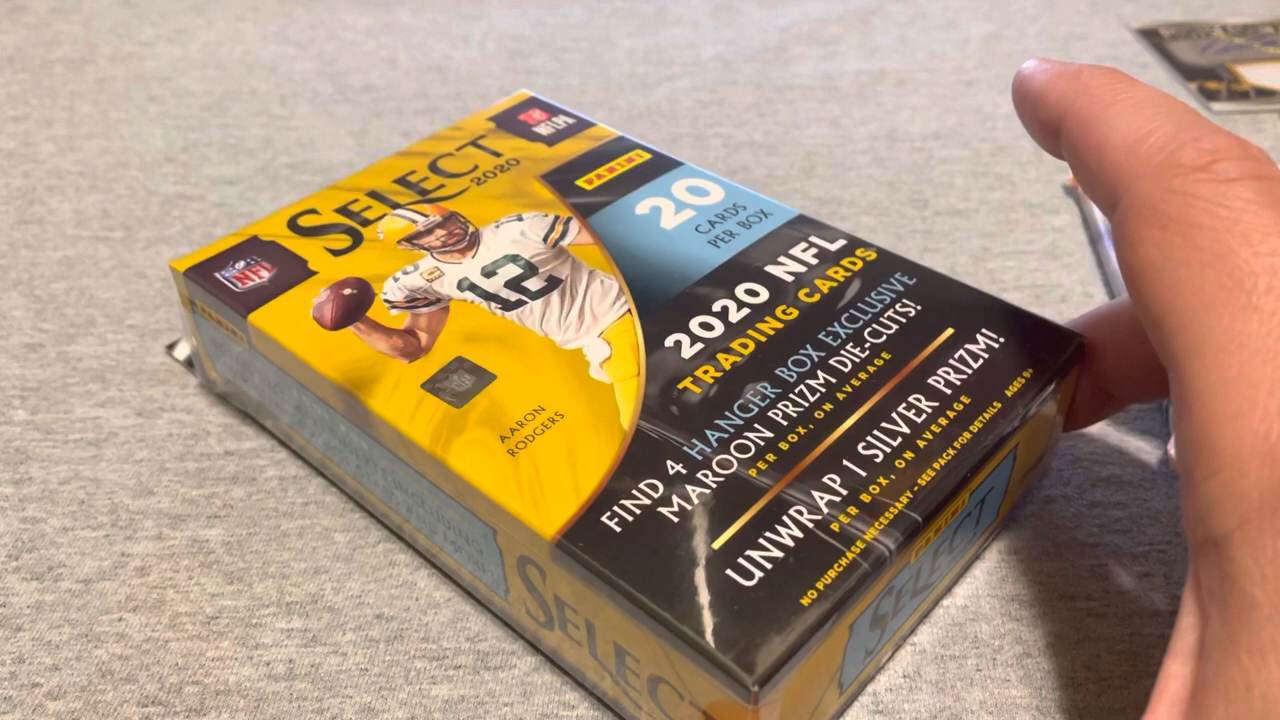 SELECT
2020
NFLPA
NFL
PANINI
20
CARDS
PER BOX
12
AARON
RODGERS
2020 NFL
TRADING CARDS
FIND 4 HANGER BOX EXCLUSIVE
MAROON PRIZM DIE-CUTS!
PER BOX, ON AVERAGE
UNWRAP 1 SILVER PRIZM!
PER BOX, ON AVERAGE
NO PURCHASE NECESSARY - SEE PACK FOR DETAILS AGES 9+
PANINI
SELECT
PANINI
SELECT